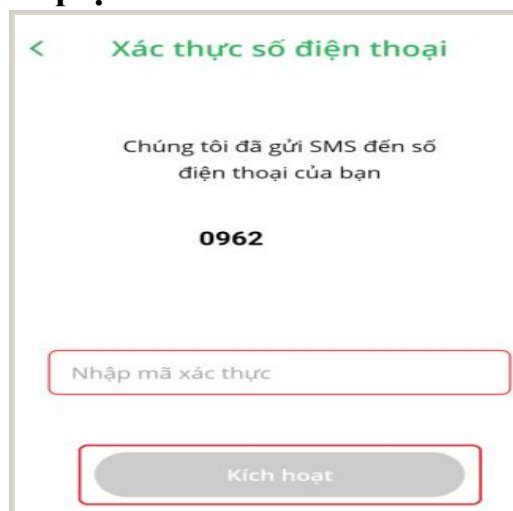 <
Xác thực số điện thoại
Chúng tôi đã gửi SMS đến số
điện thoại của bạn
0962
Nhập mã xác thực
Kích hoạt